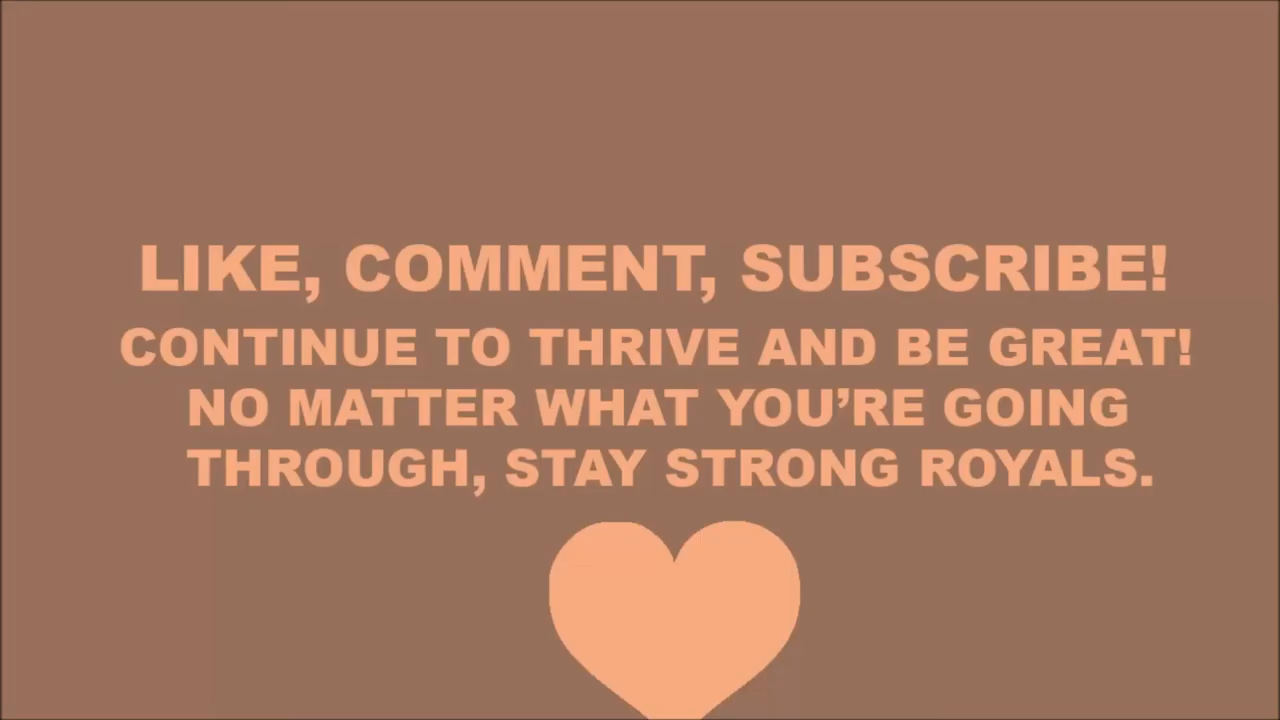 LIKE, COMMENT, SUBSCRIBE!
CONTINUE TO THRIVE AND BE GREAT!
NO MATTER WHAT YOU’RE GOING
THROUGH, STAY STRONG ROYALS.